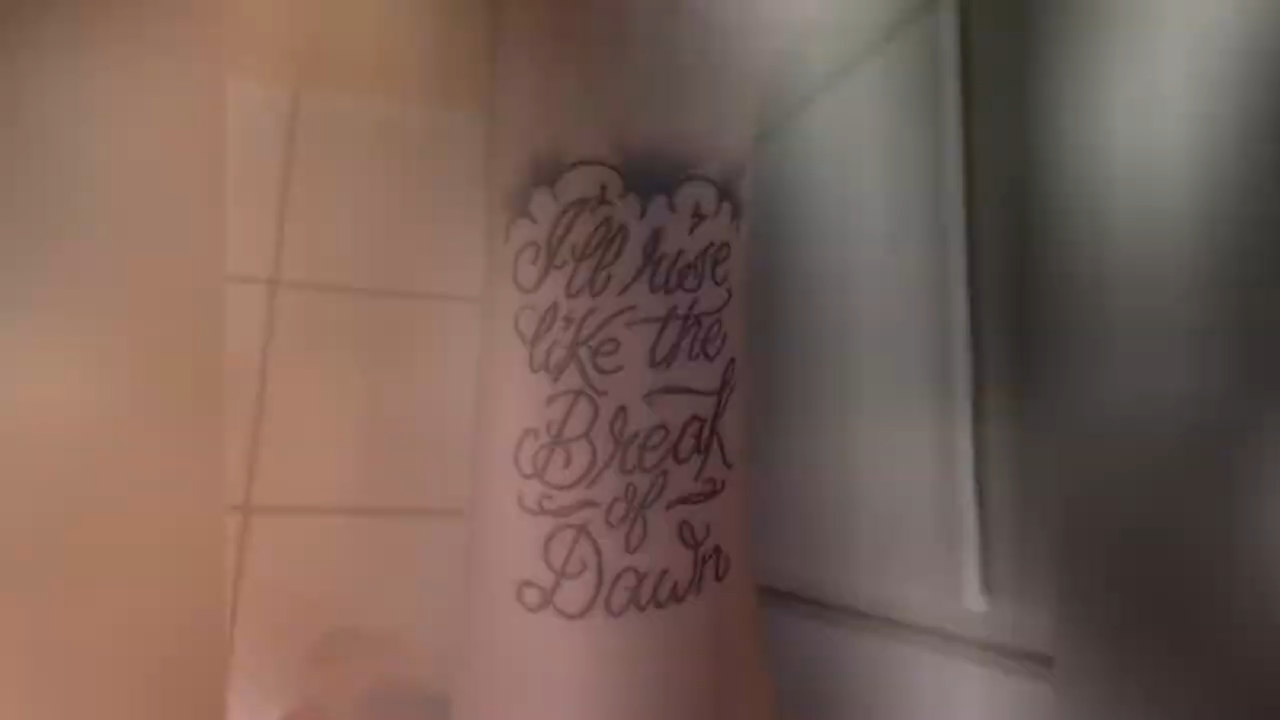 I'll rise
like the
Break
of
Dawn